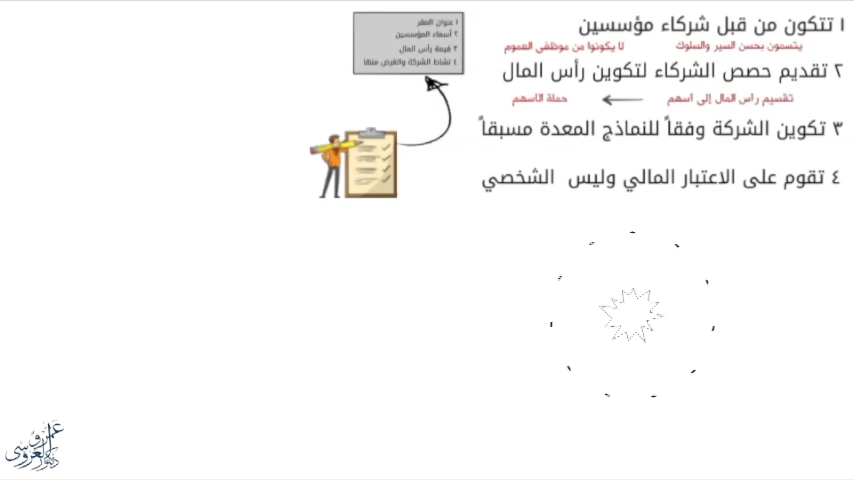 ١ تتكون من قبل شركاء مؤسسين
يتسمون بحسن السير والسلوك
لا يكونوا من موظفي العموم
٢ تقديم حصص الشركاء لتكوين رأس المال
تقسيم رأس المال إلى أسهم
حملة الأسهم
٣ تكوين الشركة وفقاً للنماذج المعدة مسبقاً
٤ تقوم على الاعتبار المالي وليس الشخصي
١ عنوان المقر
٢ أسماء المؤسسين
٣ قيمة رأس المال
٤ نشاط الشركة والغرض منها